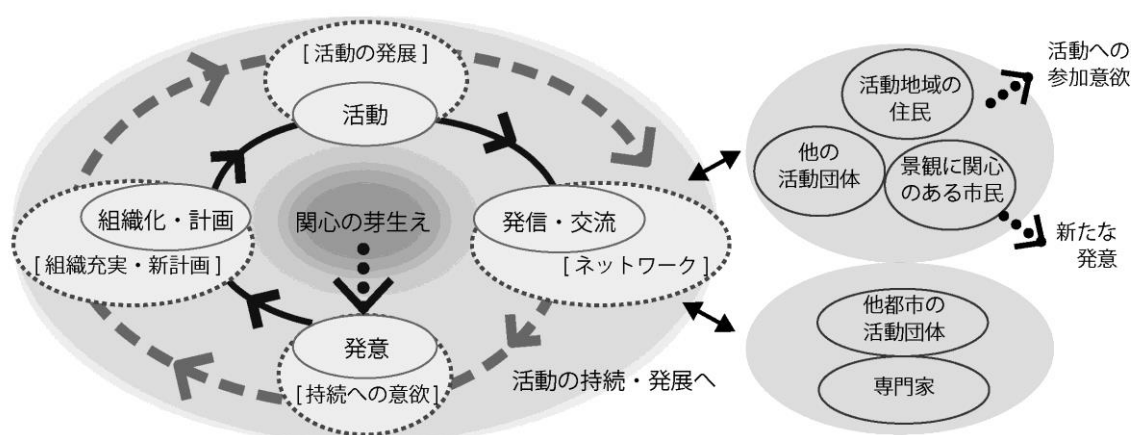 [活動の発展]
活動
組織化・計画
[組織充実・新計画]
関心の芽生え
発信・交流
[ネットワーク]
発意
[持続への意欲]
活動の持続・発展へ
活動地域の
住民
他の
活動団体
景観に関心
のある市民
活動への
参加意欲
新たな
発意
他都市の
活動団体
専門家